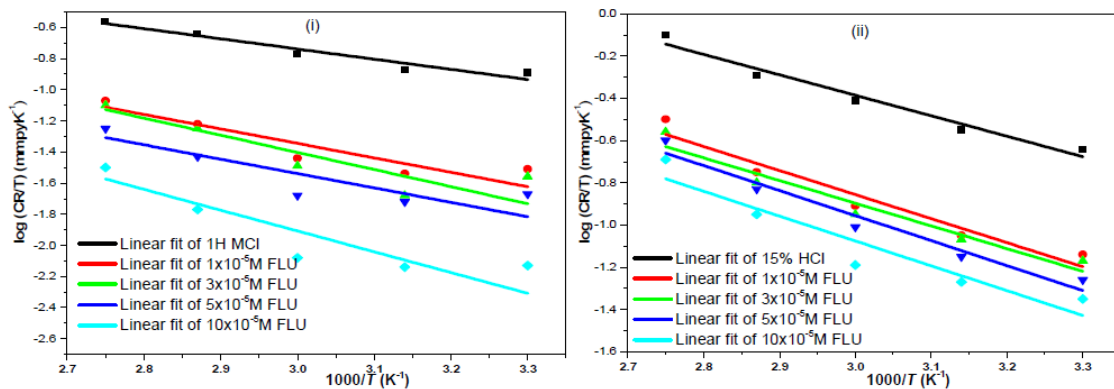 (i)
log (CR/T) (mmpyK⁻¹)
-0.6
-0.8
-1.0
-1.2
-1.4
-1.6
-1.8
-2.0
-2.2
-2.4
-2.6
Linear fit of 1H MCl
Linear fit of 1x10⁻⁵M FLU
Linear fit of 3x10⁻⁵M FLU
Linear fit of 5x10⁻⁵M FLU
Linear fit of 10x10⁻⁵M FLU
2.7 2.8 2.9 3.0 3.1 3.2 3.3
1000/T (K⁻¹)
(ii)
log (CR/T) (mmpyK⁻¹)
0.0
-0.2
-0.4
-0.6
-0.8
-1.0
-1.2
-1.4
-1.6
Linear fit of 15% HCl
Linear fit of 1x10⁻⁵M FLU
Linear fit of 3x10⁻⁵M FLU
Linear fit of 5x10⁻⁵M FLU
Linear fit of 10x10⁻⁵M FLU
2.7 2.8 2.9 3.0 3.1 3.2 3.3
1000/T (K⁻¹)